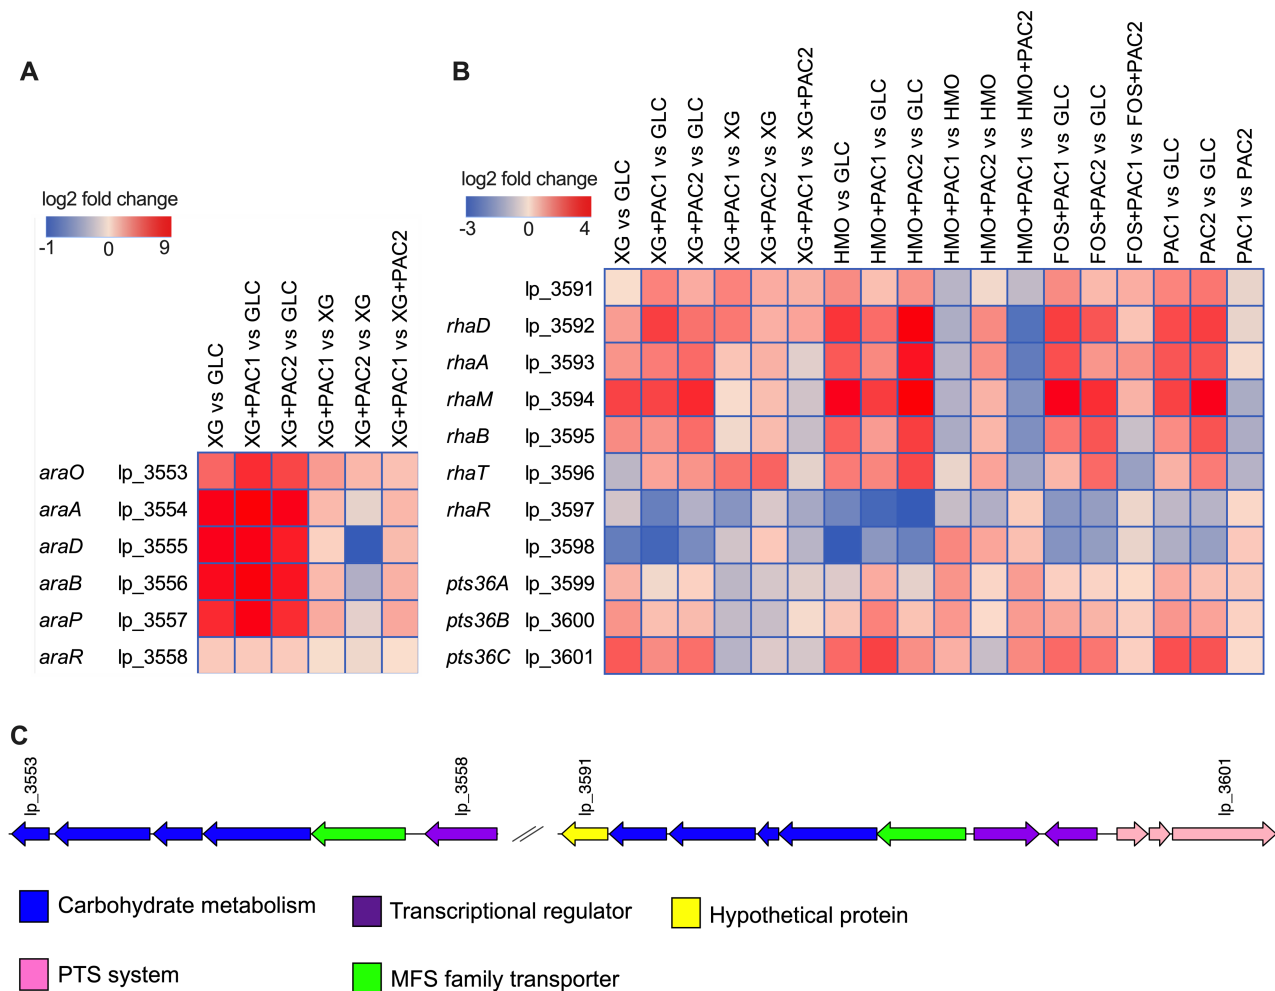 A
log2 fold change
-1 0 9
XG vs GLC
XG+PAC1 vs GLC
XG+PAC2 vs GLC
XG+PAC1 vs XG
XG+PAC2 vs XG
XG+PAC1 vs XG+PAC2
araO lp_3553
araA lp_3554
araD lp_3555
araB lp_3556
araP lp_3557
araR lp_3558
B
log2 fold change
-3 0 4
XG vs GLC
XG+PAC1 vs GLC
XG+PAC2 vs GLC
XG+PAC1 vs XG
XG+PAC2 vs XG
XG+PAC1 vs XG+PAC2
HMO vs GLC
HMO+PAC1 vs GLC
HMO+PAC2 vs GLC
HMO+PAC1 vs HMO
HMO+PAC2 vs HMO
HMO+PAC1 vs HMO+PAC2
FOS+PAC1 vs GLC
FOS+PAC2 vs GLC
FOS+PAC1 vs FOS+PAC2
PAC1 vs GLC
PAC2 vs GLC
PAC1 vs PAC2
lp_3591
rhaD lp_3592
rhaA lp_3593
rhaM lp_3594
rhaB lp_3595
rhaT lp_3596
rhaR lp_3597
lp_3598
pts36A lp_3599
pts36B lp_3600
pts36C lp_3601
C
lp_3553
lp_3558
lp_3591
lp_3601
Carbohydrate metabolism
Transcriptional regulator
Hypothetical protein
PTS system
MFS family transporter